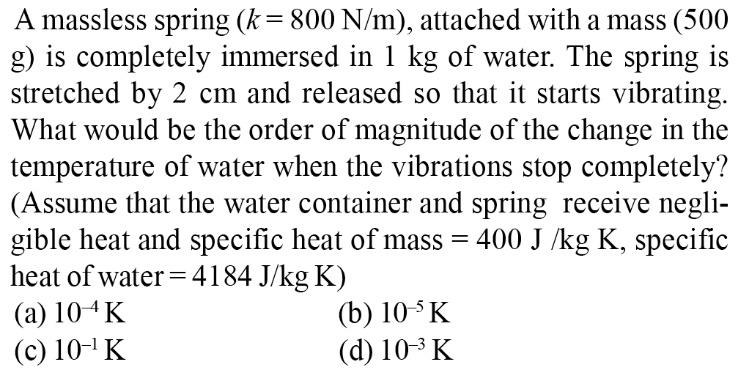 A massless spring (k = 800 N/m), attached with a mass (500
g) is completely immersed in 1 kg of water. The spring is
stretched by 2 cm and released so that it starts vibrating.
What would be the order of magnitude of the change in the
temperature of water when the vibrations stop completely?
(Assume that the water container and spring receive negli-
gible heat and specific heat of mass = 400 J /kg K, specific
heat of water = 4184 J/kg K)
(a) 10⁻⁴ K (b) 10⁻⁵ K
(c) 10⁻¹ K (d) 10⁻³ K